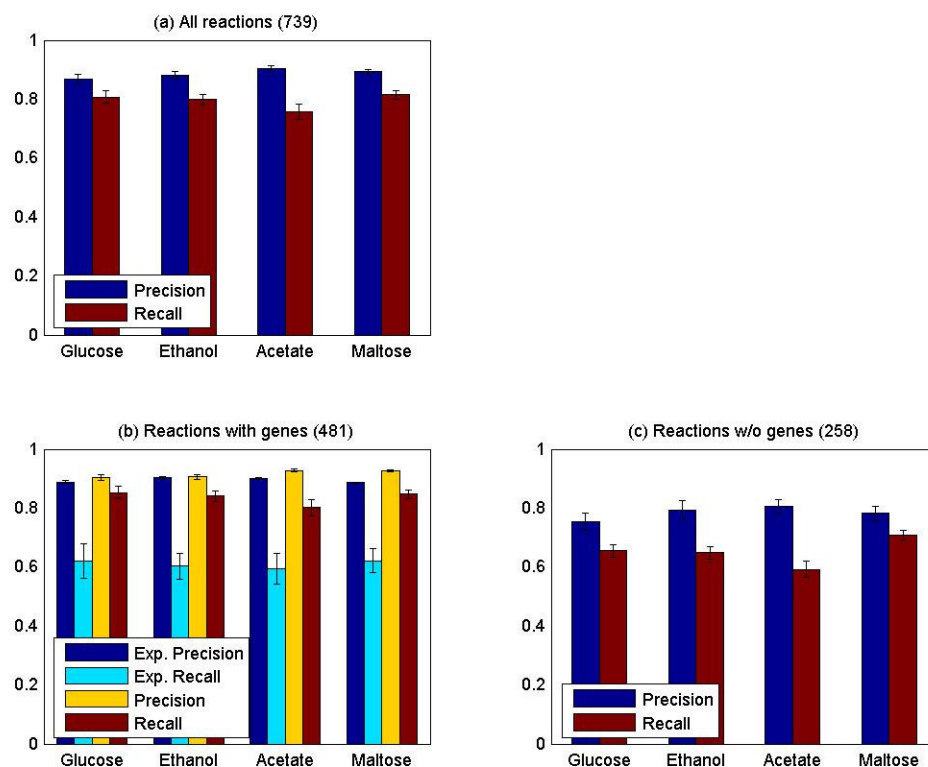 (a) All reactions (739)
1
0.8
0.6
0.4
0.2
0
Precision
Recall
Glucose Ethanol Acetate Maltose
(b) Reactions with genes (481)
1
0.8
0.6
0.4
0.2
0
Exp. Precision
Exp. Recall
Precision
Recall
Glucose Ethanol Acetate Maltose
(c) Reactions w/o genes (258)
1
0.8
0.6
0.4
0.2
0
Precision
Recall
Glucose Ethanol Acetate Maltose